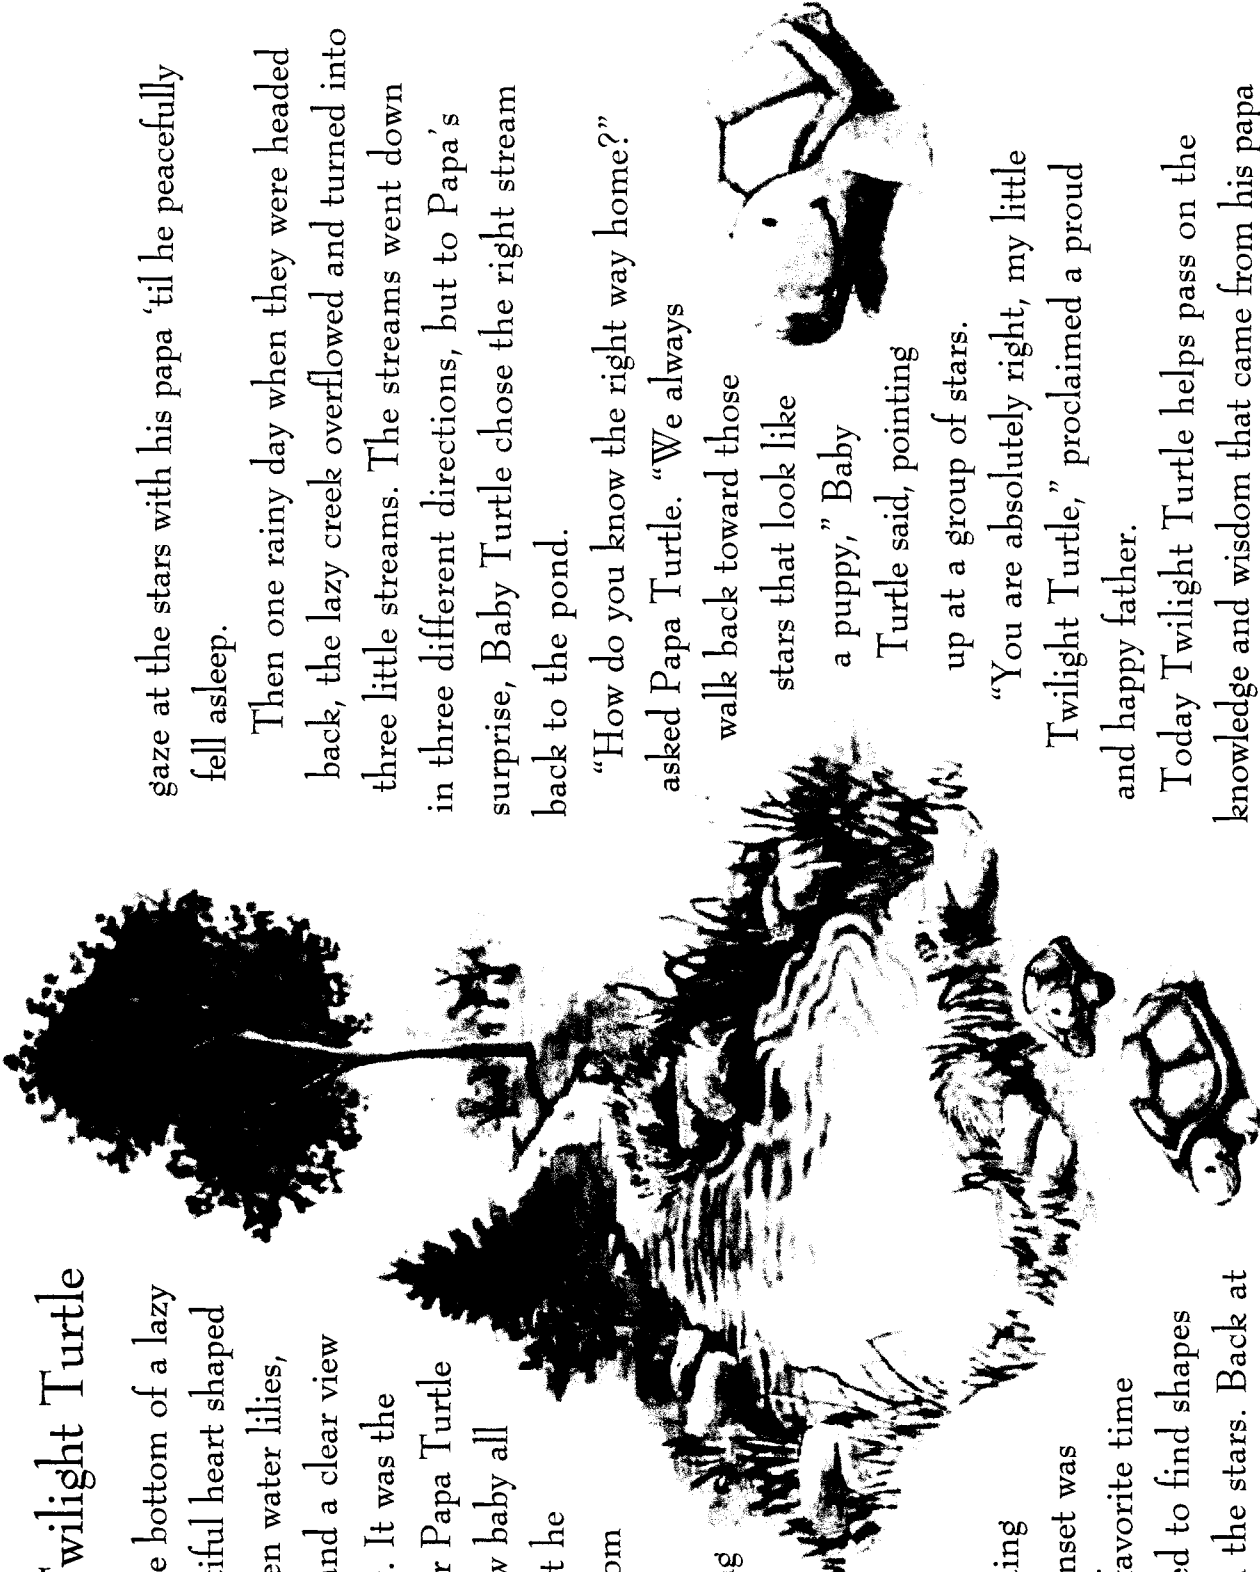 Twilight Turtle
e bottom of a lazy
tiful heart shaped
en water lilies,
and a clear view
. It was the
r Papa Turtle
w baby all
t the
om
g
ing
nset was
favorite time
ed to find shapes
the stars. Back at
gaze at the stars with his papa ‘til he peacefully
fell asleep.
Then one rainy day when they were headed
back, the lazy creek overflowed and turned into
three little streams. The streams went down
in three different directions, but to Papa's
surprise, Baby Turtle chose the right stream
back to the pond.
“How do you know the right way home?”
asked Papa Turtle. “We always
walk back toward those
stars that look like
a puppy,” Baby
Turtle said, pointing
up at a group of stars.
“You are absolutely right, my little
Twilight Turtle,” proclaimed a proud
and happy father.
Today Twilight Turtle helps pass on the
knowledge and wisdom that came from his papa